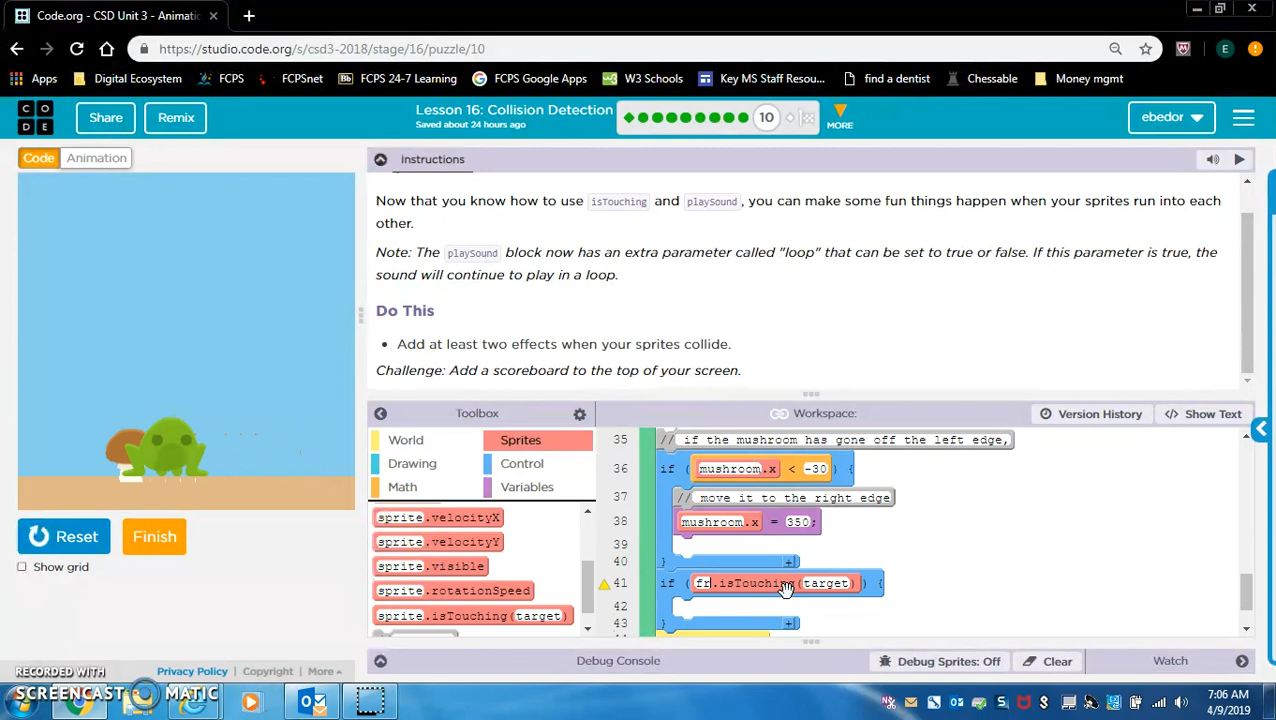 Code.org - CSD Unit 3 - Animatio
https://studio.code.org/s/csd3-2018/stage/16/puzzle/10
E
Apps Digital Ecosystem FCPS FCPSnet Bb FCPS 24-7 Learning FCPS Google Apps W3 Schools Key MS Staff Resou... find a dentist Chessable Money mgmt
C O
D E
Share
Remix
Lesson 16: Collision Detection
Saved about 24 hours ago
10
MORE
ebedor
Code Animation
Instructions
Now that you know how to use isTouching and playSound, you can make some fun things happen when your sprites run into each
other.
Note: The playSound block now has an extra parameter called "loop" that can be set to true or false. If this parameter is true, the
sound will continue to play in a loop.
Do This
• Add at least two effects when your sprites collide.
Challenge: Add a scoreboard to the top of your screen.
Toolbox
Workspace:
Version History
</> Show Text
World
Sprites
Drawing
Control
Math
Variables
sprite.velocityX
sprite.velocityY
sprite.visible
sprite.rotationSpeed
sprite.isTouching(target)
35 // if the mushroom has gone off the left edge,
36 if (mushroom.x < -30) {
37 // move it to the right edge
38 mushroom.x = 350;
39
40 }
41 if (fr.isTouching(target)) {
42
43 }
Reset
Finish
Show grid
Debug Console
Debug Sprites: Off
Clear
Watch
Privacy Policy | Copyright | More
RECORDED WITH
SCREENCAST MATIC
7:06 AM
4/9/2019